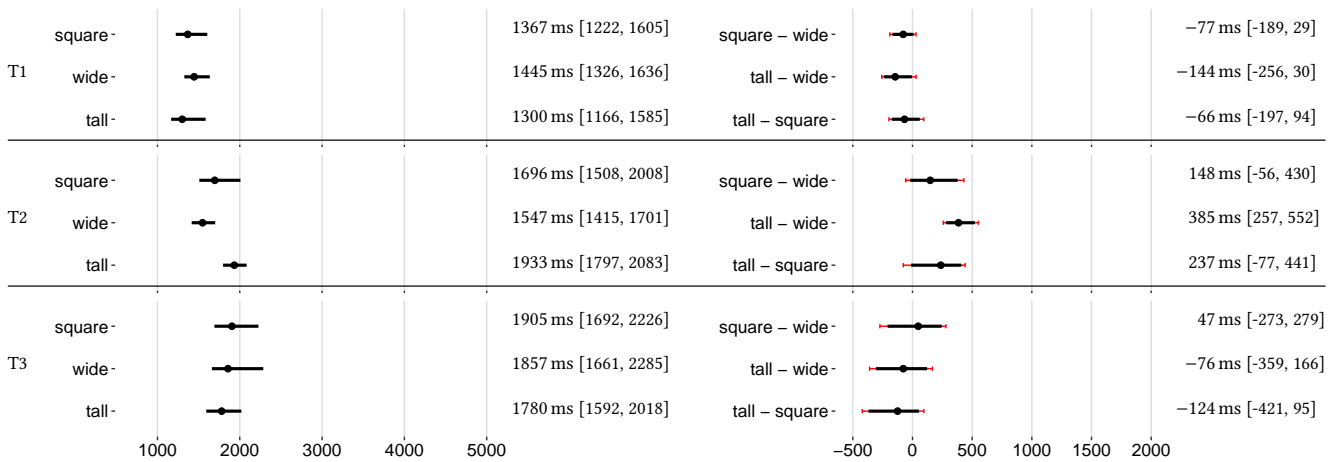 square 1367 ms [1222, 1605] square − wide −77 ms [-189, 29]
T1 wide 1445 ms [1326, 1636] tall − wide −144 ms [-256, 30]
tall 1300 ms [1166, 1585] tall − square −66 ms [-197, 94]
square 1696 ms [1508, 2008] square − wide 148 ms [-56, 430]
T2 wide 1547 ms [1415, 1701] tall − wide 385 ms [257, 552]
tall 1933 ms [1797, 2083] tall − square 237 ms [-77, 441]
square 1905 ms [1692, 2226] square − wide 47 ms [-273, 279]
T3 wide 1857 ms [1661, 2285] tall − wide −76 ms [-359, 166]
tall 1780 ms [1592, 2018] tall − square −124 ms [-421, 95]
1000 2000 3000 4000 5000 −500 0 500 1000 1500 2000